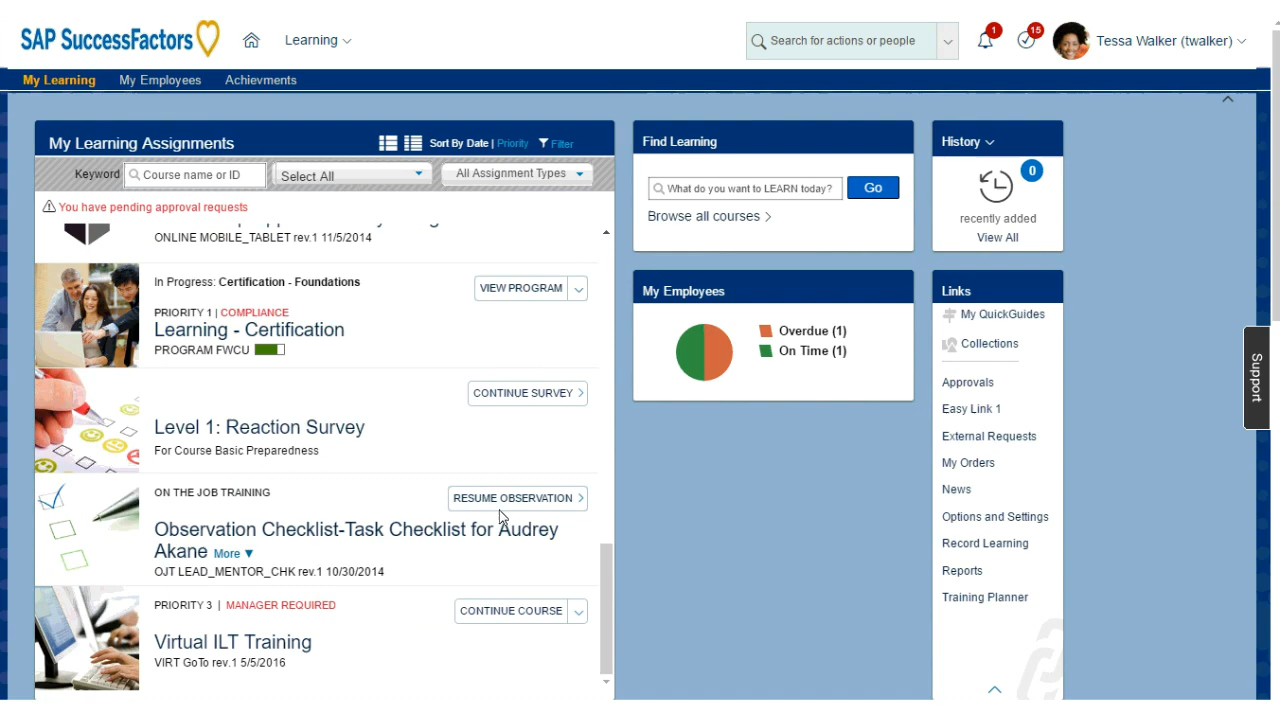 SAP SuccessFactors
Learning
Search for actions or people
1
15
Tessa Walker (twalker)
My Learning
My Employees
Achievments
My Learning Assignments
Sort By Date | Priority
Filter
Keyword
Course name or ID
Select All
All Assignment Types
You have pending approval requests
ONLINE MOBILE_TABLET rev.1 11/5/2014
In Progress: Certification - Foundations
VIEW PROGRAM
PRIORITY 1 | COMPLIANCE
Learning - Certification
PROGRAM FWCU
CONTINUE SURVEY
Level 1: Reaction Survey
For Course Basic Preparedness
ON THE JOB TRAINING
RESUME OBSERVATION
Observation Checklist-Task Checklist for Audrey
Akane More
OJT LEAD_MENTOR_CHK rev.1 10/30/2014
PRIORITY 3 | MANAGER REQUIRED
CONTINUE COURSE
Virtual ILT Training
VIRT GoTo rev.1 5/5/2016
Find Learning
What do you want to LEARN today?
Go
Browse all courses
My Employees
Overdue (1)
On Time (1)
History
0
recently added
View All
Links
My QuickGuides
Collections
Approvals
Easy Link 1
External Requests
My Orders
News
Options and Settings
Record Learning
Reports
Training Planner
Support